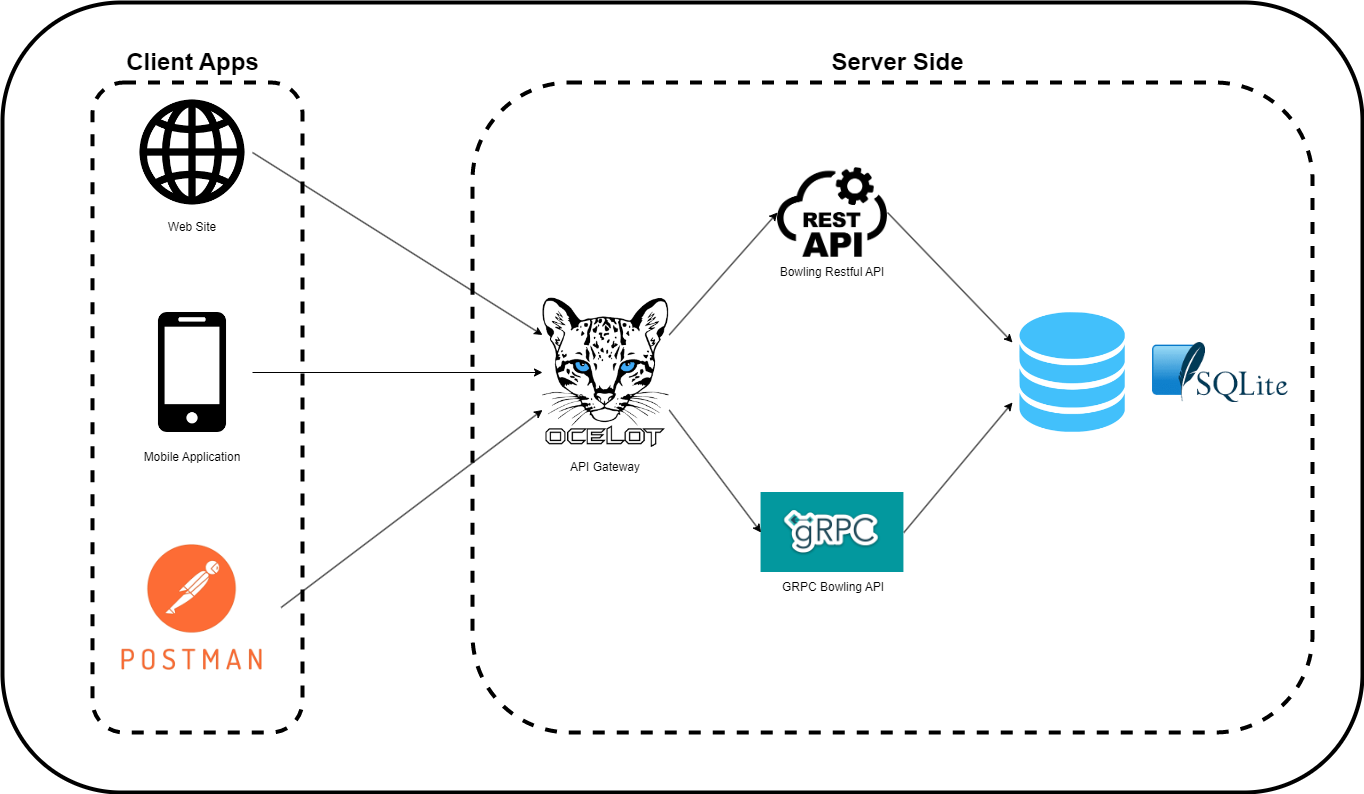 Client Apps
Server Side
Web Site
REST
API
Bowling Restful API
Mobile Application
OCELOT
API Gateway
SQLite
gRPC
GRPC Bowling API
POSTMAN